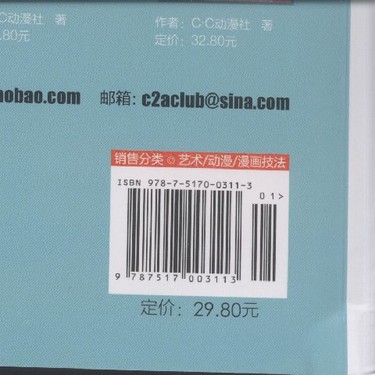 C动漫社 著
.80元
作者：C·C动漫社 著
定价：32.80元
aobao.com
邮箱：c2aclub@sina.com
销售分类 艺术/动漫/漫画技法
ISBN 978-7-5170-0311-3
01>
9 787517 003113
定价：29.80元